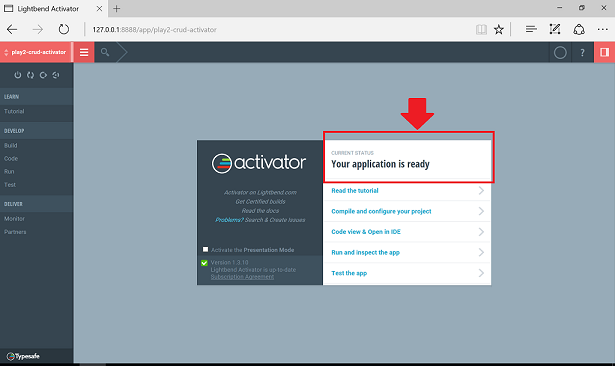 Lightbend Activator
127.0.0.1:8888/app/play2-crud-activator
play2-crud-activator
?
LEARN
Tutorial
DEVELOP
Build
Code
Run
Test
DELIVER
Monitor
Partners
Typesafe
activator
Activator on Lightbend.com
Get Certified builds
Read the docs
Problems? Search & Create issues
Activate the Presentation Mode
Version 1.3.10
Lightbend Activator is up-to-date
Subscription Agreement
CURRENT STATUS
Your application is ready
Read the tutorial
Compile and configure your project
Code view & Open in IDE
Run and inspect the app
Test the app